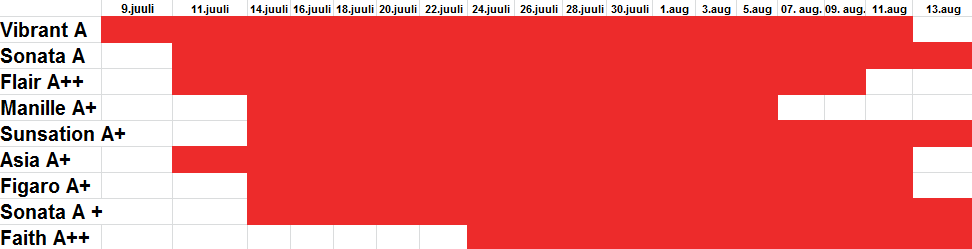 9.juuli 11.juuli 14.juuli 16.juuli 18.juuli 20.juuli 22.juuli 24.juuli 26.juuli 28.juuli 30.juuli 1.aug 3.aug 5.aug 07. aug. 09. aug. 11.aug 13.aug
Vibrant A
Sonata A
Flair A++
Manille A+
Sunsation A+
Asia A+
Figaro A+
Sonata A +
Faith A++